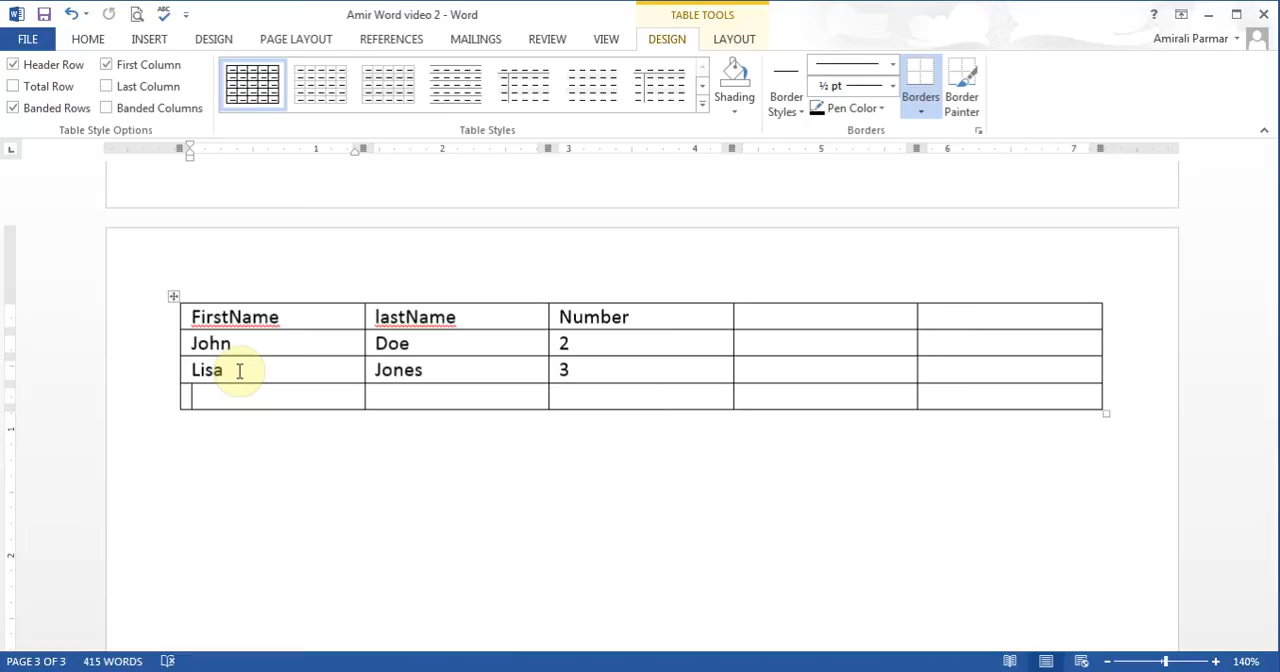 Amir Word video 2 - Word
TABLE TOOLS
?
FILE HOME INSERT DESIGN PAGE LAYOUT REFERENCES MAILINGS REVIEW VIEW DESIGN LAYOUT
Amirali Parmar
Header Row First Column
Total Row Last Column
Banded Rows Banded Columns
Table Style Options
Table Styles
Shading
Border Styles
½ pt
Pen Color
Borders
Border Painter
Borders
1 2 3 4 5 6 7
FirstName lastName Number
John Doe 2
Lisa Jones 3
1
2
PAGE 3 OF 3 415 WORDS
140%